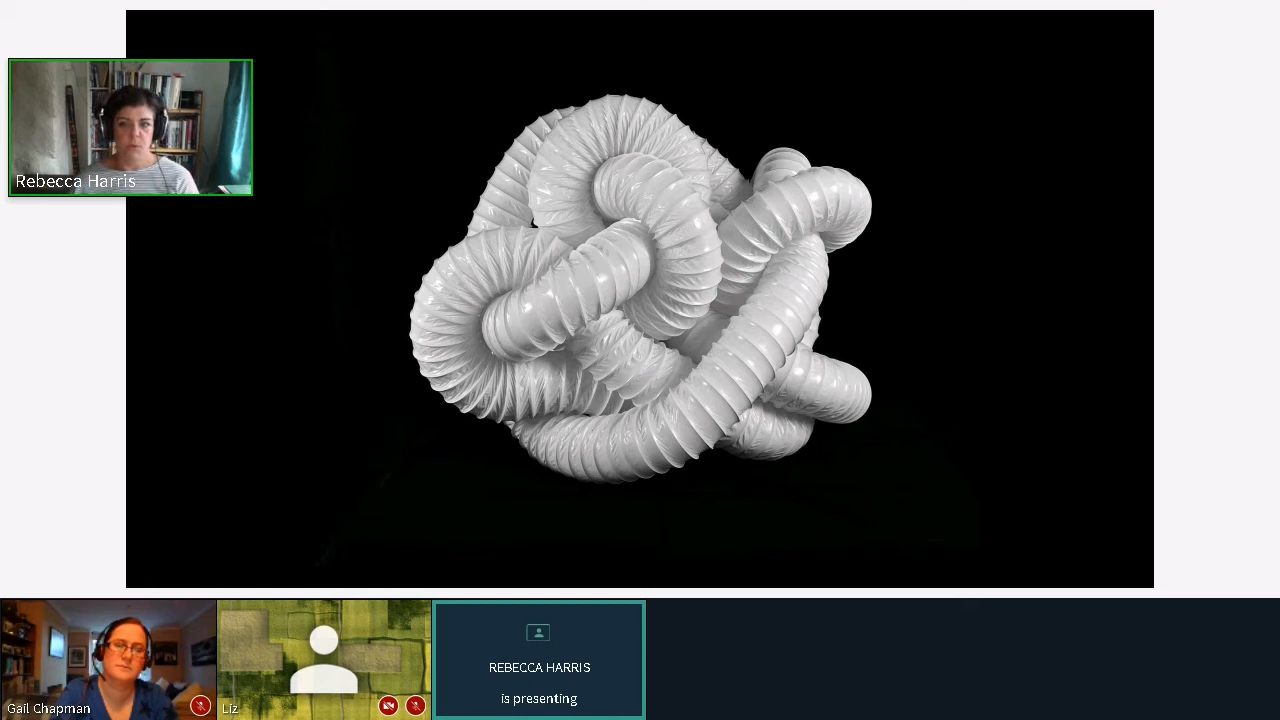 Rebecca Harris
Gail Chapman
Liz
REBECCA HARRIS
is presenting